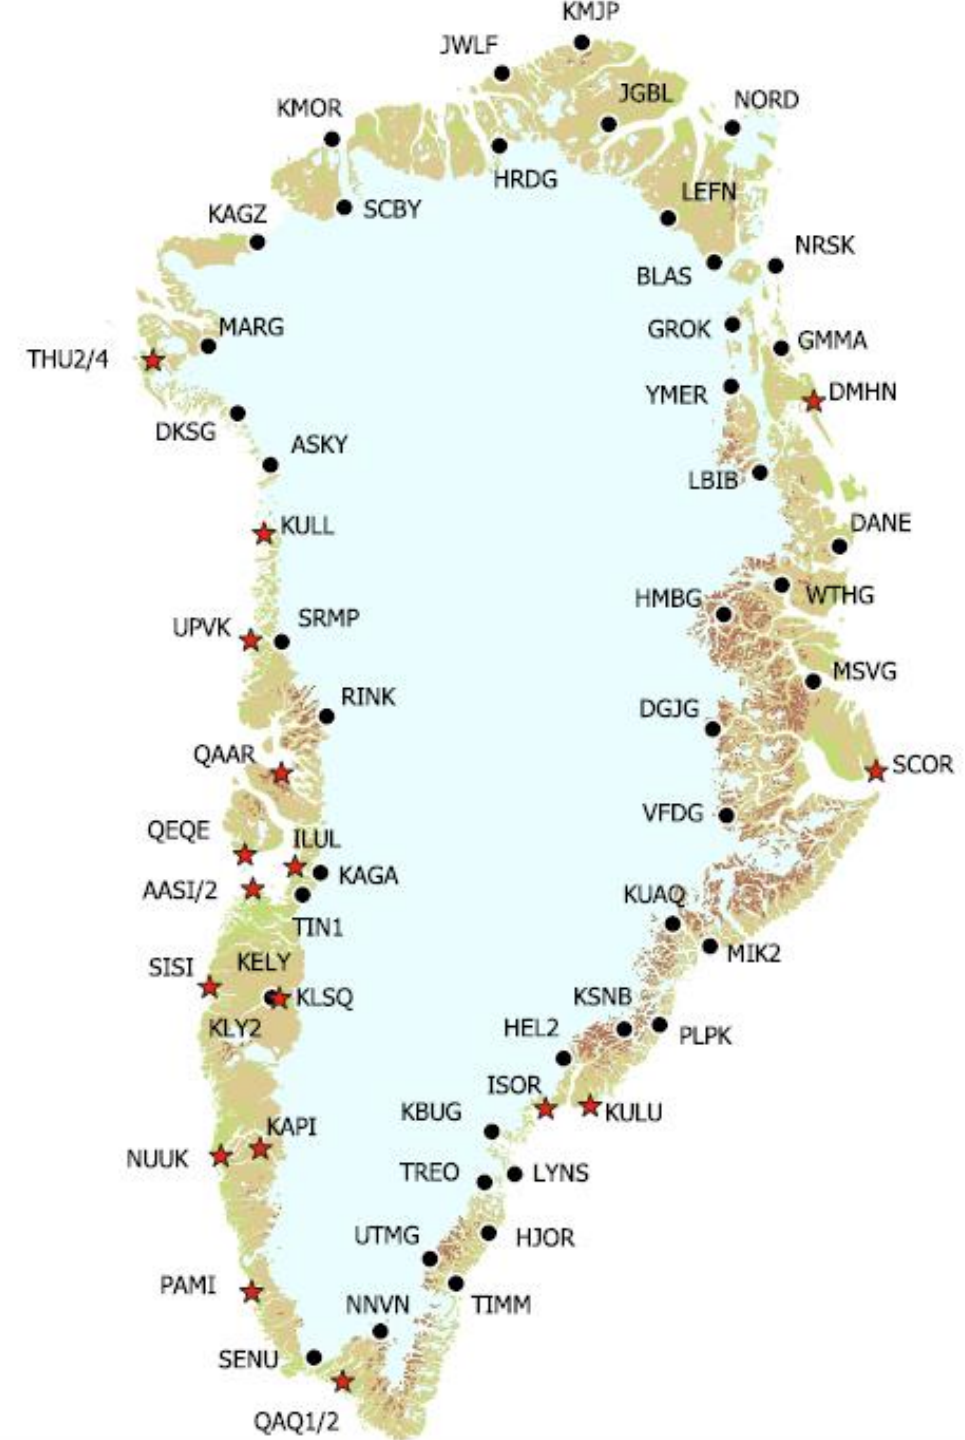 KMJP
JWLF
JGBL
NORD
KMOR
HRDG
LEFN
SCBY
KAGZ
NRSK
BLAS
MARG
GROK
GMMA
THU2/4
YMER
DMHN
DKSG
ASKY
LBIB
KULL
DANE
HMBG
WTHG
UPVK
SRMP
MSVG
RINK
DGJG
QAAR
SCOR
VFDG
QEQE
ILUL
KAGA
AASI/2
KUAQ
TIN1
MIK2
SISI
KELY
KLSQ
KSNB
KLY2
HEL2
PLPK
ISOR
KBUG
KULU
KAPI
NUUK
TREO
LYNS
UTMG
HJOR
PAMI
NNVN
TIMM
SENU
QAQ1/2